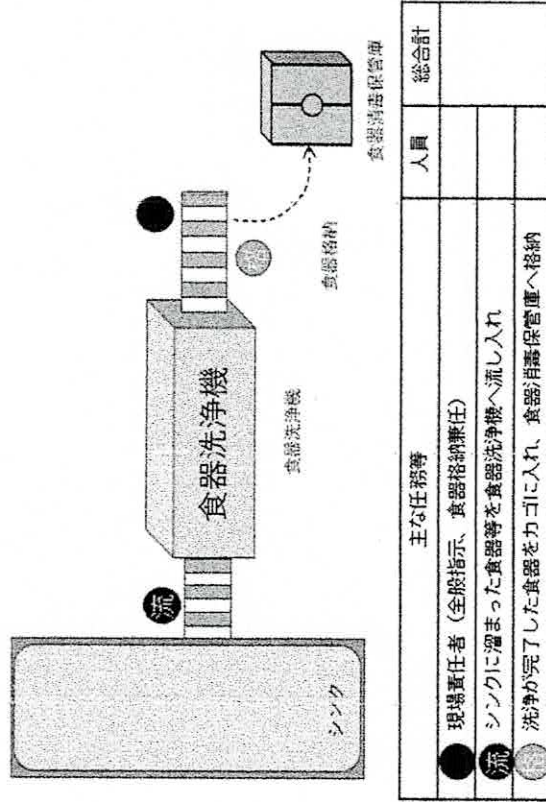 シンク
流
食器洗浄機
食器洗浄機
格
食器格納
食器消毒保管庫
主な任務等 人員 総合計
現場責任者（全般指示、食器格納兼任）
流 シンクに溜まった食器等を食器洗浄機へ流し入れ
格 洗浄が完了した食器をカゴに入れ、食器消毒保管庫へ格納